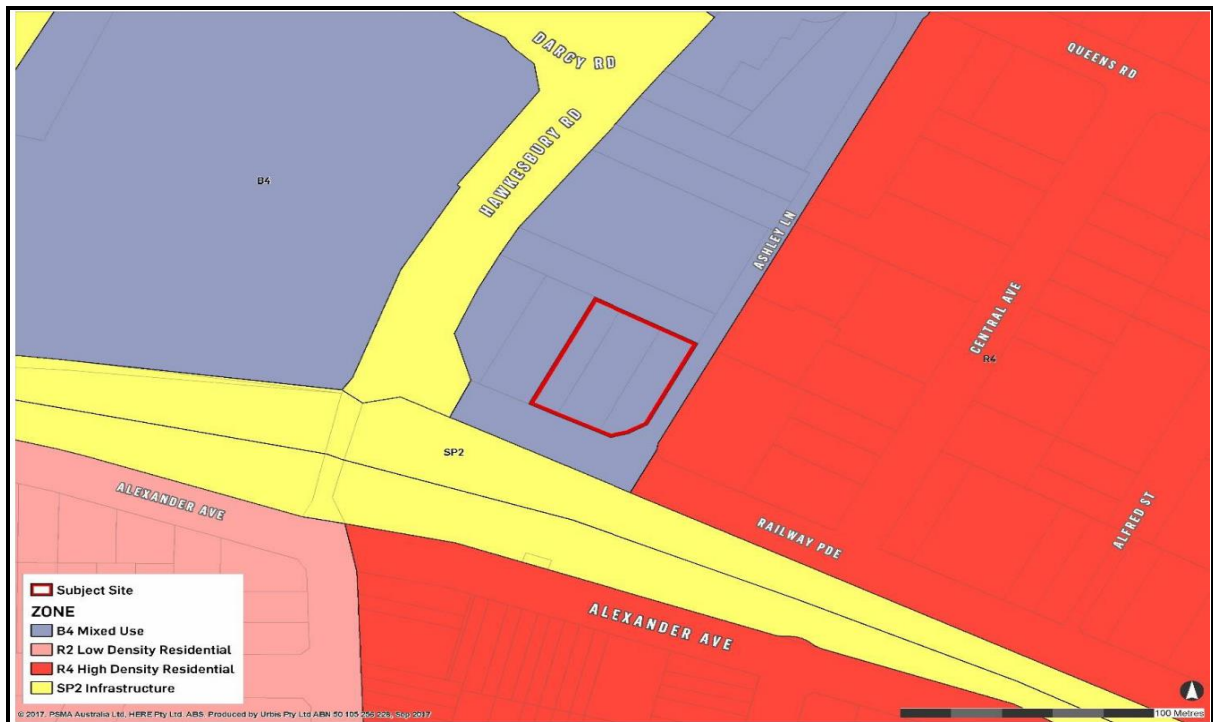 DARCY RD
QUEENS RD
HAWKESBURY RD
B4
ASHLEY LN
CENTRAL AVE
R4
SP2
ALEXANDER AVE
RAILWAY PDE
ALFRED ST
ALEXANDER AVE
Subject Site
ZONE
B4 Mixed Use
R2 Low Density Residential
R4 High Density Residential
SP2 Infrastructure
© 2017. PSMA Australia Ltd, HERE Pty Ltd. ABS. Produced by Urbis Pty Ltd ABN 50 105 256 228, Sep 2017
100 Metres